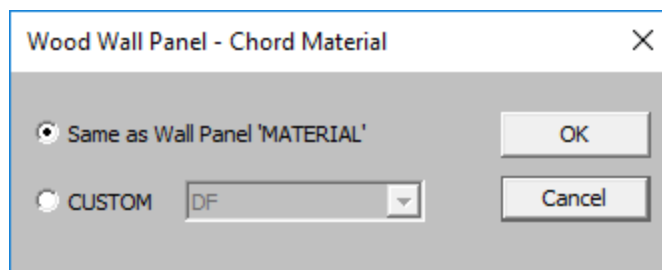 Wood Wall Panel - Chord Material
Same as Wall Panel 'MATERIAL'
OK
CUSTOM
DF
Cancel